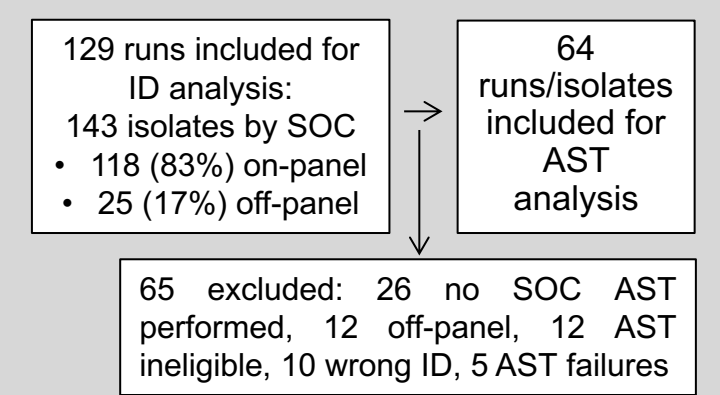 129 runs included for
ID analysis:
143 isolates by SOC
• 118 (83%) on-panel
• 25 (17%) off-panel
64
runs/isolates
included for
AST
analysis
65 excluded: 26 no SOC AST
performed, 12 off-panel, 12 AST
ineligible, 10 wrong ID, 5 AST failures